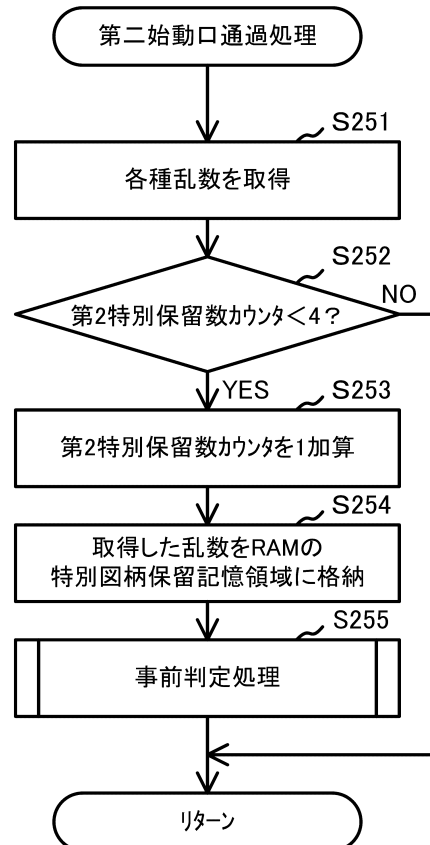 第二始動口通過処理
S251
各種乱数を取得
S252
第2特別保留数カウンタ<4?
NO
YES
S253
第2特別保留数カウンタを1加算
S254
取得した乱数をRAMの
特別図柄保留記憶領域に格納
S255
事前判定処理
リターン